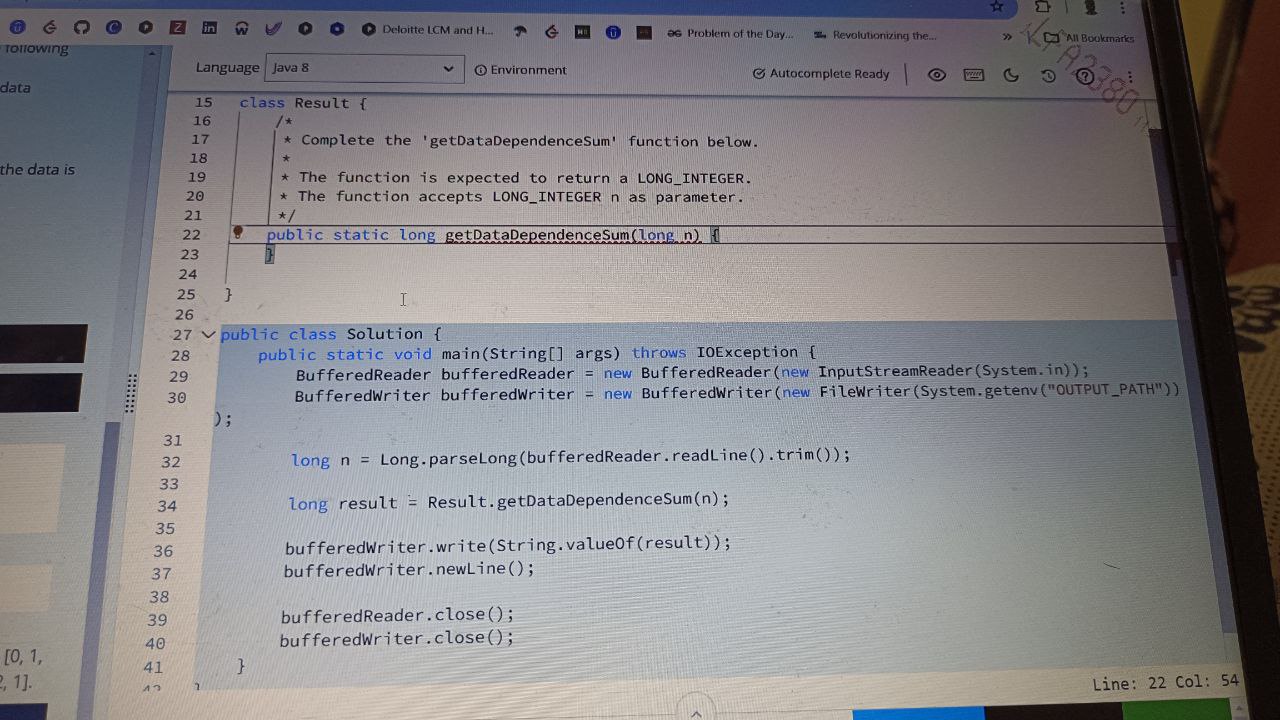 Deloitte LCM and H...
Problem of the Day...
Revolutionizing the...
»
All Bookmarks
following
data
the data is
[0, 1,
2, 1].
Language
Java 8
Environment
Autocomplete Ready
15 class Result {
16 /*
17 * Complete the 'getDataDependenceSum' function below.
18 *
19 * The function is expected to return a LONG_INTEGER.
20 * The function accepts LONG_INTEGER n as parameter.
21 */
22 public static long getDataDependenceSum(long n) {
23 }
24
25 }
26
27 public class Solution {
28 public static void main(String[] args) throws IOException {
29 BufferedReader bufferedReader = new BufferedReader(new InputStreamReader(System.in));
30 BufferedWriter bufferedWriter = new BufferedWriter(new FileWriter(System.getenv("OUTPUT_PATH"))
);
31
32 long n = Long.parseLong(bufferedReader.readLine().trim());
33
34 long result = Result.getDataDependenceSum(n);
35
36 bufferedWriter.write(String.valueOf(result));
37 bufferedWriter.newLine();
38
39 bufferedReader.close();
40 bufferedWriter.close();
41 }
Line: 22 Col: 54